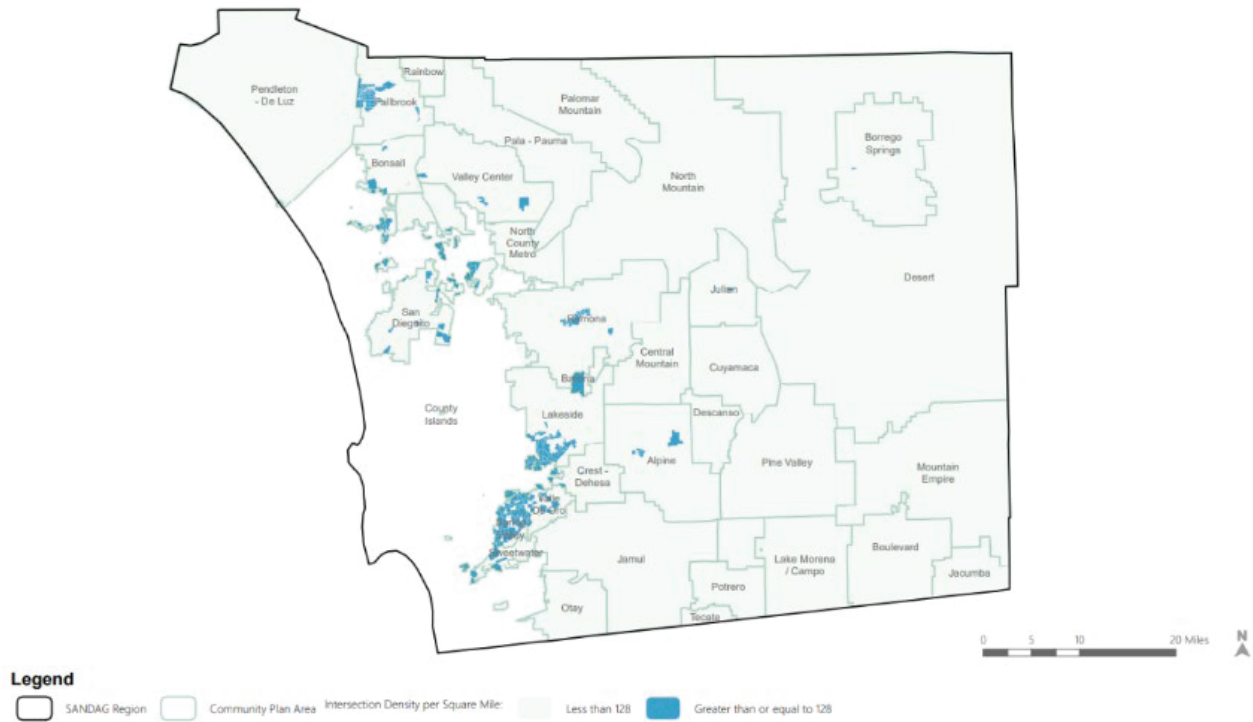 Rainbow
Pendleton
- De Luz
Fallbrook
Palomar
Mountain
Borrego
Springs
Pala - Pauma
Bonsall
Valley Center
North
Mountain
North
County
Metro
Desert
Julian
San
Dieguito
Ramona
Central
Mountain
Cuyamaca
Barona
County
Islands
Lakeside
Descanso
Alpine
Pine Valley
Crest -
Dehesa
Mountain
Empire
Valle
De Oro
Spring
Valley
Sweetwater
Jamul
Lake Morena
/ Campo
Boulevard
Jacumba
Potrero
Otay
Tecate
0 5 10 20 Miles
N
Legend
SANDAG Region Community Plan Area Intersection Density per Square Mile: Less than 128 Greater than or equal to 128